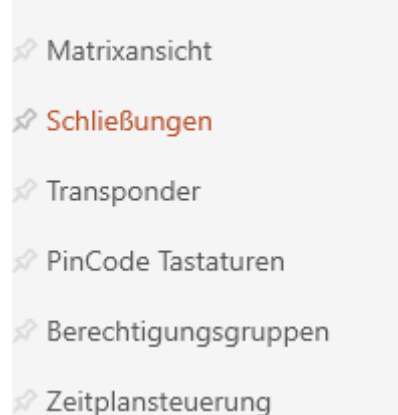 Matrixansicht
Schließungen
Transponder
PinCode Tastaturen
Berechtigungsgruppen
Zeitplansteuerung